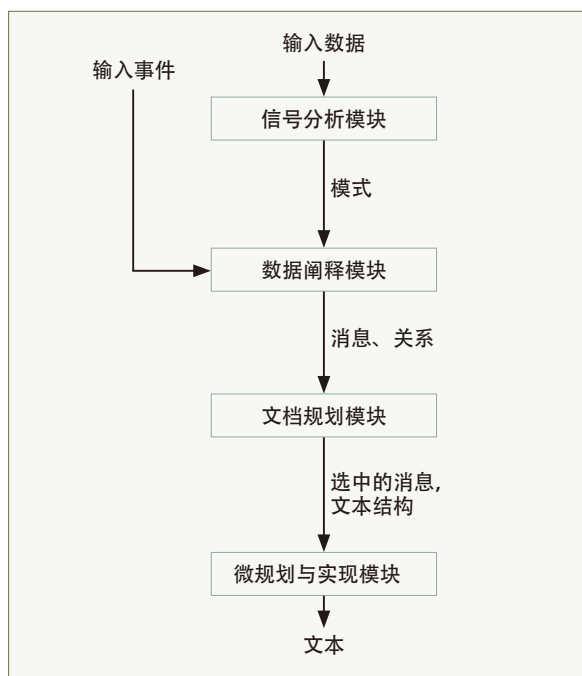 输入数据
输入事件
信号分析模块
模式
数据阐释模块
消息、关系
文档规划模块
选中的消息,
文本结构
微规划与实现模块
文本